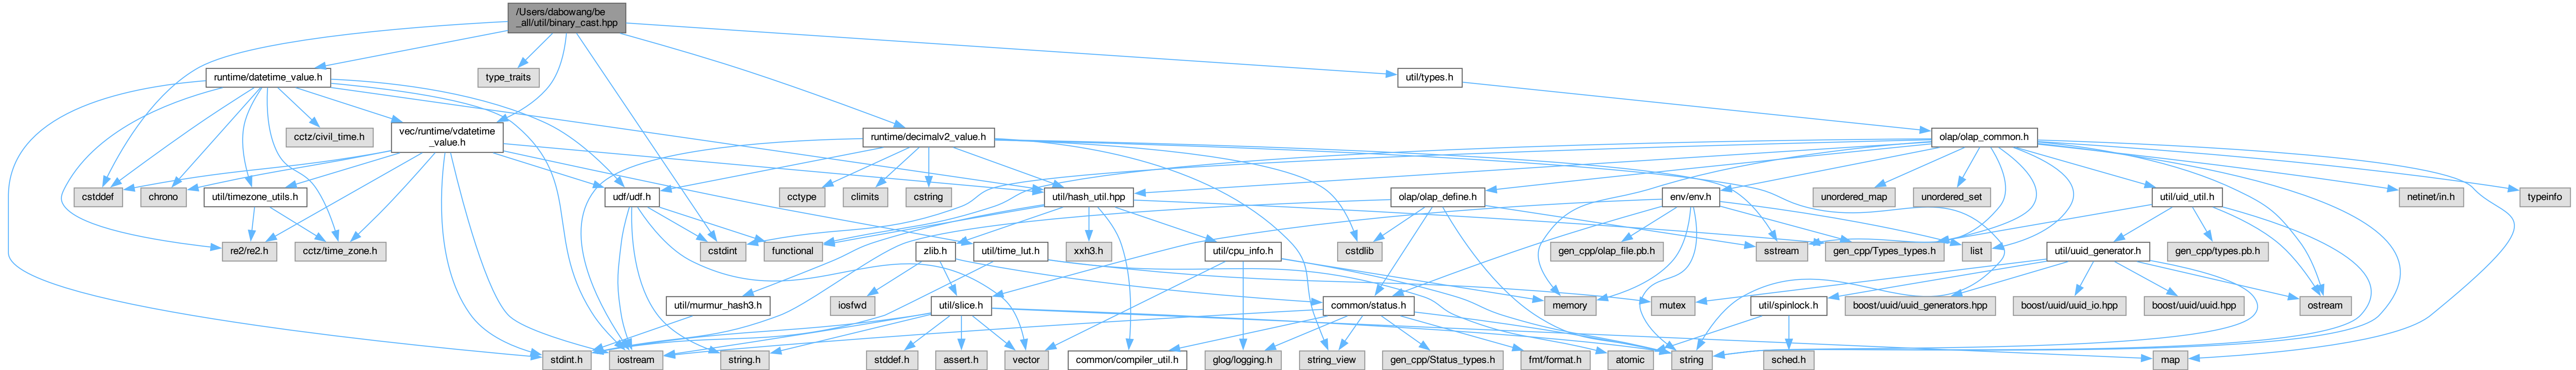 /Users/dabowang/be
_all/util/binary_cast.hpp
runtime/datetime_value.h
type_traits
util/types.h
cctz/civil_time.h
vec/runtime/vdatetime
_value.h
runtime/decimalv2_value.h
olap/olap_common.h
cstddef
chrono
util/timezone_utils.h
udf/udf.h
cctype
climits
cstring
util/hash_util.hpp
olap/olap_define.h
env/env.h
unordered_map
unordered_set
util/uid_util.h
netinet/in.h
typeinfo
re2/re2.h
cctz/time_zone.h
cstdint
functional
zlib.h
util/time_lut.h
xxh3.h
util/cpu_info.h
cstdlib
gen_cpp/olap_file.pb.h
sstream
gen_cpp/Types_types.h
list
util/uuid_generator.h
gen_cpp/types.pb.h
util/murmur_hash3.h
iosfwd
util/slice.h
common/status.h
memory
mutex
util/spinlock.h
boost/uuid/uuid_generators.hpp
boost/uuid/uuid_io.hpp
boost/uuid/uuid.hpp
ostream
stdint.h
iostream
string.h
stddef.h
assert.h
vector
common/compiler_util.h
glog/logging.h
string_view
gen_cpp/Status_types.h
fmt/format.h
atomic
string
sched.h
map